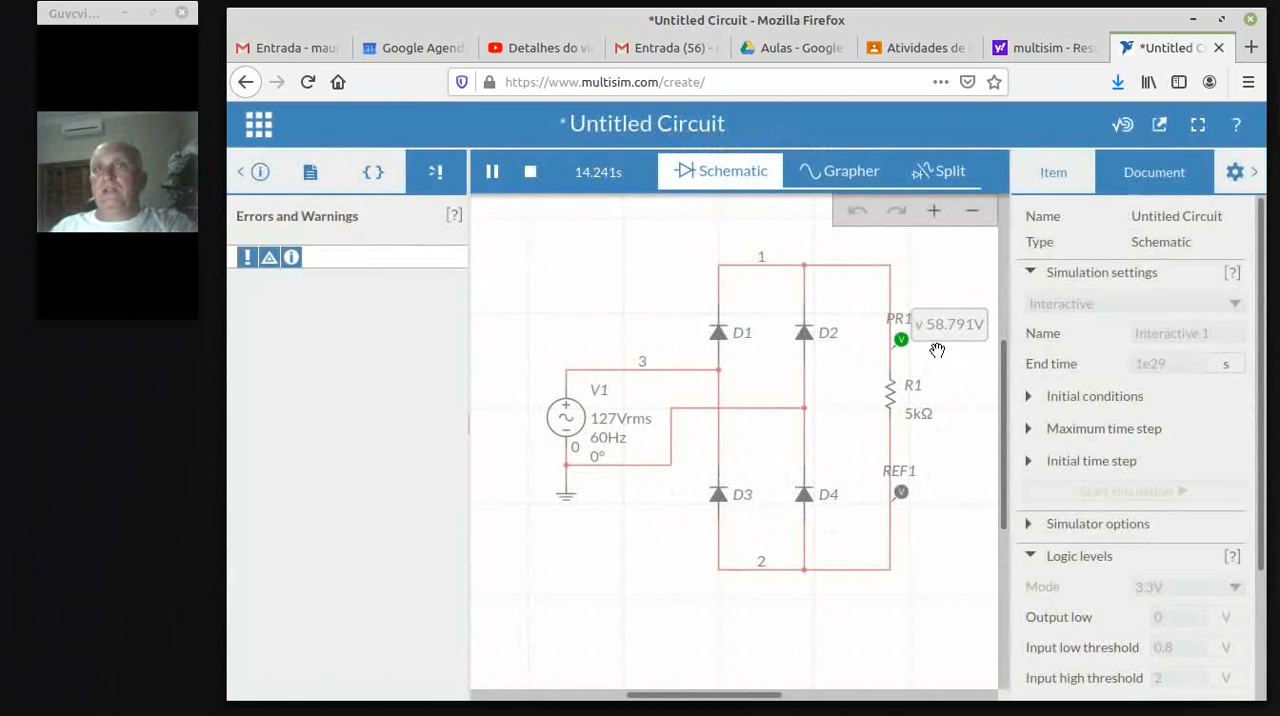 Guvcvi...
*Untitled Circuit - Mozilla Firefox
Entrada - mau
Google Agend
Detalhes do ví
Entrada (56) -
Aulas - Google
Atividades de
multisim - Res
*Untitled C
https://www.multisim.com/create/
* Untitled Circuit
14.241s
Schematic
Grapher
Split
Item
Document
Errors and Warnings
[?]
Name
Untitled Circuit
Type
Schematic
Simulation settings
[?]
Interactive
Name
Interactive 1
End time
1e29
s
Initial conditions
Maximum time step
Initial time step
Start simulation
Simulator options
Logic levels
[?]
Mode
3.3V
Output low
0
V
Input low threshold
0.8
V
Input high threshold
2
V
1
D1
D2
PR1
v 58.791V
V
3
V1
127Vrms
60Hz
0°
0
R1
5kΩ
REF1
V
D3
D4
2